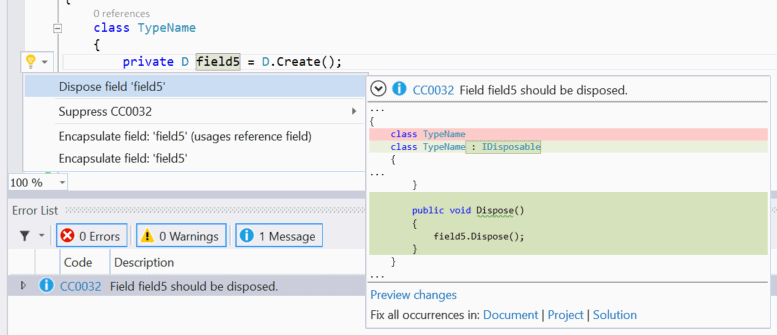 {
0 references
class TypeName
{
private D field5 = D.Create();
Dispose field 'field5'
Suppress CC0032
Encapsulate field: 'field5' (usages reference field)
Encapsulate field: 'field5'
CC0032 Field field5 should be disposed.
...
{
class TypeName
class TypeName : IDisposable
{
...
}
public void Dispose()
{
field5.Dispose();
}
}
...
Preview changes
Fix all occurrences in: Document | Project | Solution
100 %
Error List
0 Errors
0 Warnings
1 Message
Code Description
CC0032 Field field5 should be disposed.